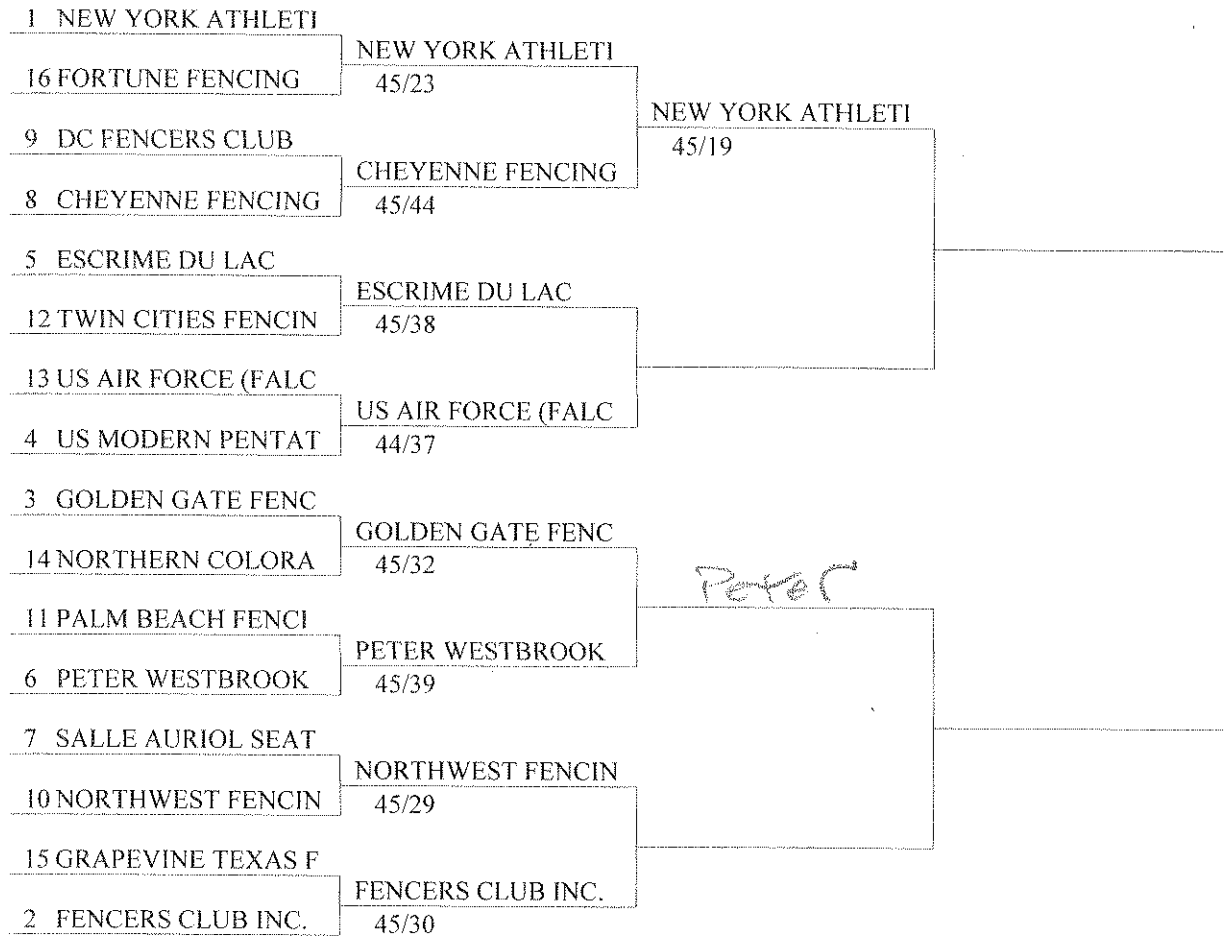 1 NEW YORK ATHLETI
16 FORTUNE FENCING
9 DC FENCERS CLUB
8 CHEYENNE FENCING
5 ESCRIME DU LAC
12 TWIN CITIES FENCIN
13 US AIR FORCE (FALC
4 US MODERN PENTAT
3 GOLDEN GATE FENC
14 NORTHERN COLORA
11 PALM BEACH FENCI
6 PETER WESTBROOK
7 SALLE AURIOL SEAT
10 NORTHWEST FENCIN
15 GRAPEVINE TEXAS F
2 FENCERS CLUB INC.
NEW YORK ATHLETI
45/23
CHEYENNE FENCING
45/44
ESCRIME DU LAC
45/38
US AIR FORCE (FALC
44/37
GOLDEN GATE FENC
45/32
PETER WESTBROOK
45/39
NORTHWEST FENCIN
45/29
FENCERS CLUB INC.
45/30
NEW YORK ATHLETI
45/19
Peter